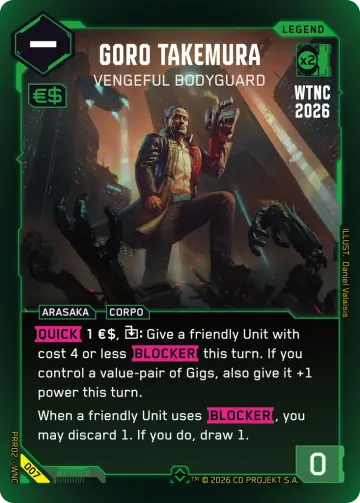 LEGEND
GORO TAKEMURA
VENGEFUL BODYGUARD
x2
€$
WTNC
2026
ILLUST. Daniel Valaisis
ARASAKA
CORPO
QUICK 1 €$, : Give a friendly Unit with
cost 4 or less BLOCKER this turn. If you
control a value-pair of Gigs, also give it +1
power this turn.
When a friendly Unit uses BLOCKER, you
may discard 1. If you do, draw 1.
0
PRR02 WNC
007
™ © 2026 CD PROJEKT S.A.